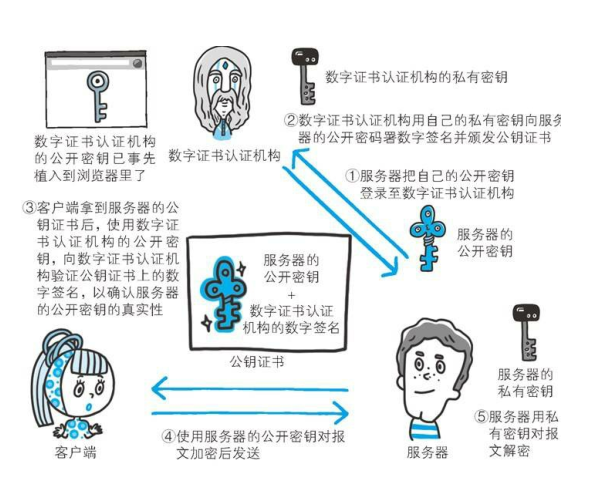 数字证书认证机构的私有密钥
②数字证书认证机构用自己的私有密钥向服务
器的公开密码署数字签名并颁发公钥证书
数字证书认证机构
的公开密钥已事先
植入到浏览器里了
数字证书认证机构
①服务器把自己的公开密钥
登录至数字证书认证机构
③客户端拿到服务器的公
钥证书后，使用数字证
书认证机构的公开密
钥，向数字证书认证机
构验证公钥证书上的数
字签名，以确认服务器
的公开密钥的真实性
服务器的
公开密钥
服务器的
公开密钥
+
数字证书认证
机构的数字签名
公钥证书
服务器的
私有密钥
⑤服务器用私
有密钥对报
文解密
④使用服务器的公开密钥对报
文加密后发送
客户端
服务器